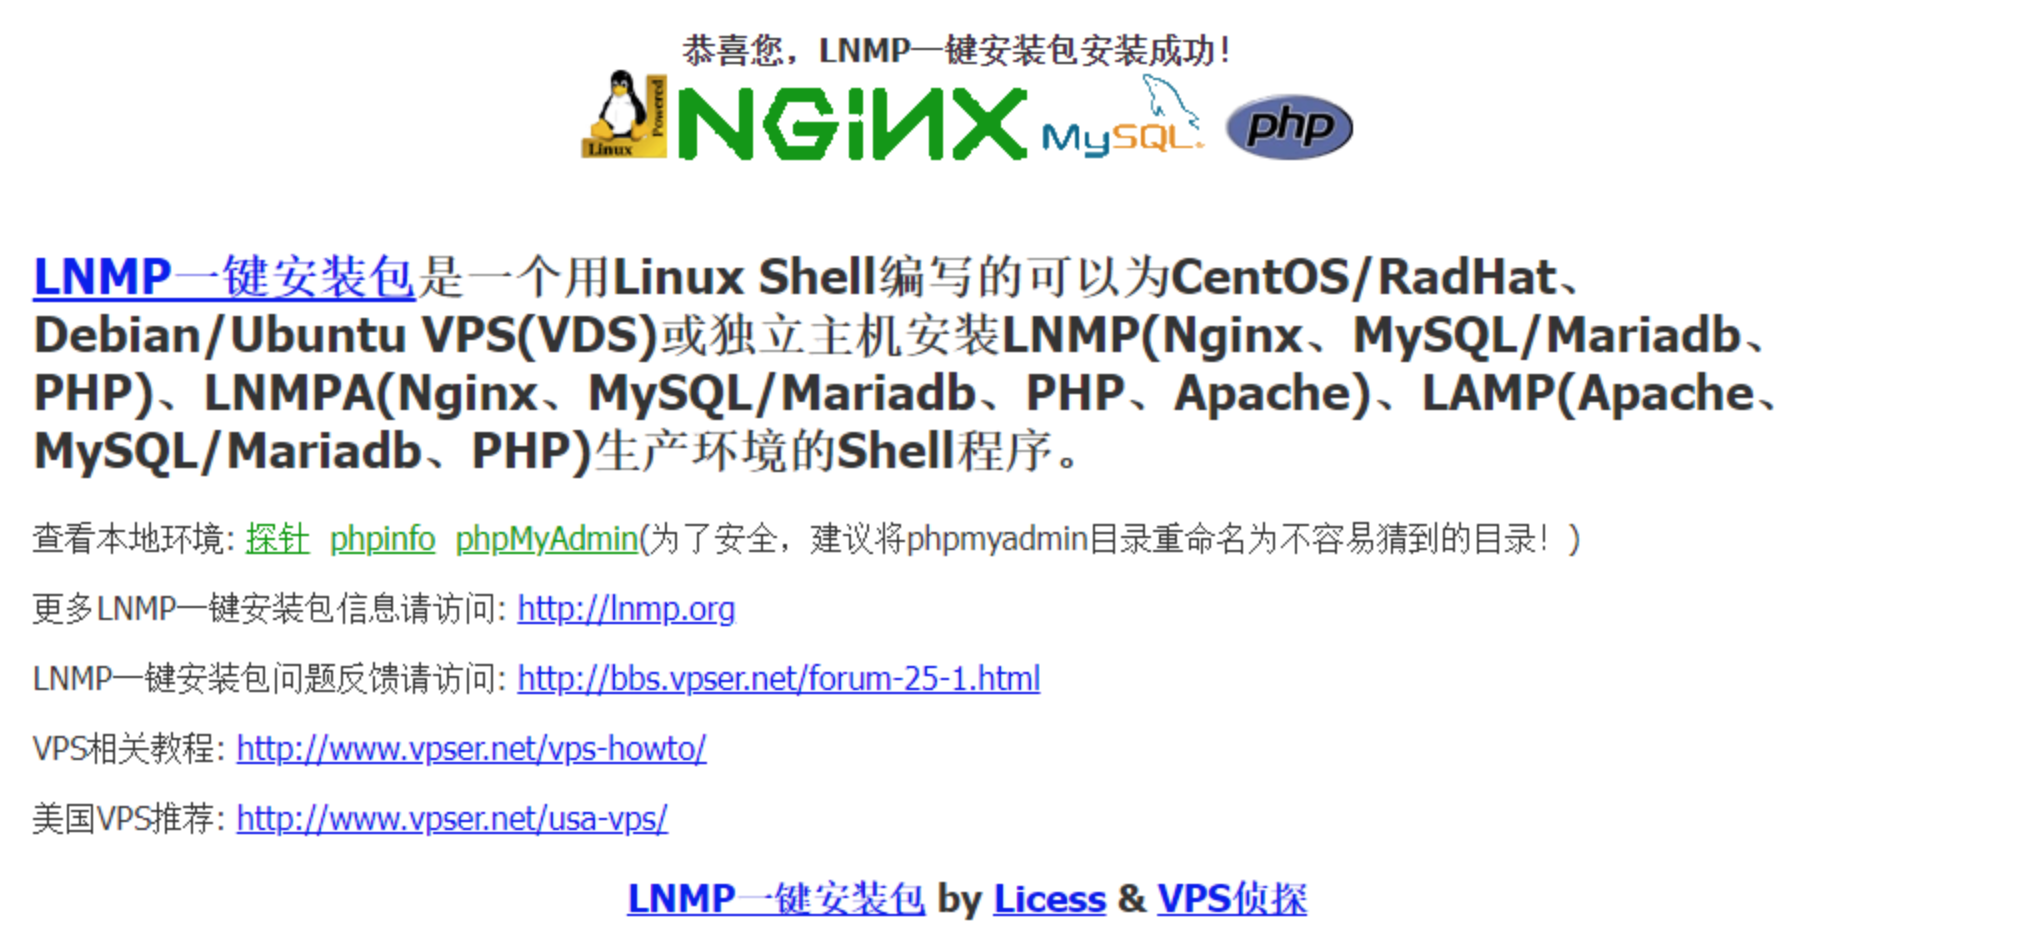 恭喜您，LNMP一键安装包安装成功！
Linux Powered NGiNX MySQL php
LNMP一键安装包是一个用Linux Shell编写的可以为CentOS/RadHat、
Debian/Ubuntu VPS(VDS)或独立主机安装LNMP(Nginx、MySQL/Mariadb、
PHP)、LNMPA(Nginx、MySQL/Mariadb、PHP、Apache)、LAMP(Apache、
MySQL/Mariadb、PHP)生产环境的Shell程序。
查看本地环境: 探针 phpinfo phpMyAdmin(为了安全，建议将phpmyadmin目录重命名为不容易猜到的目录！)
更多LNMP一键安装包信息请访问: http://lnmp.org
LNMP一键安装包问题反馈请访问: http://bbs.vpser.net/forum-25-1.html
VPS相关教程: http://www.vpser.net/vps-howto/
美国VPS推荐: http://www.vpser.net/usa-vps/
LNMP一键安装包 by Licess & VPS侦探